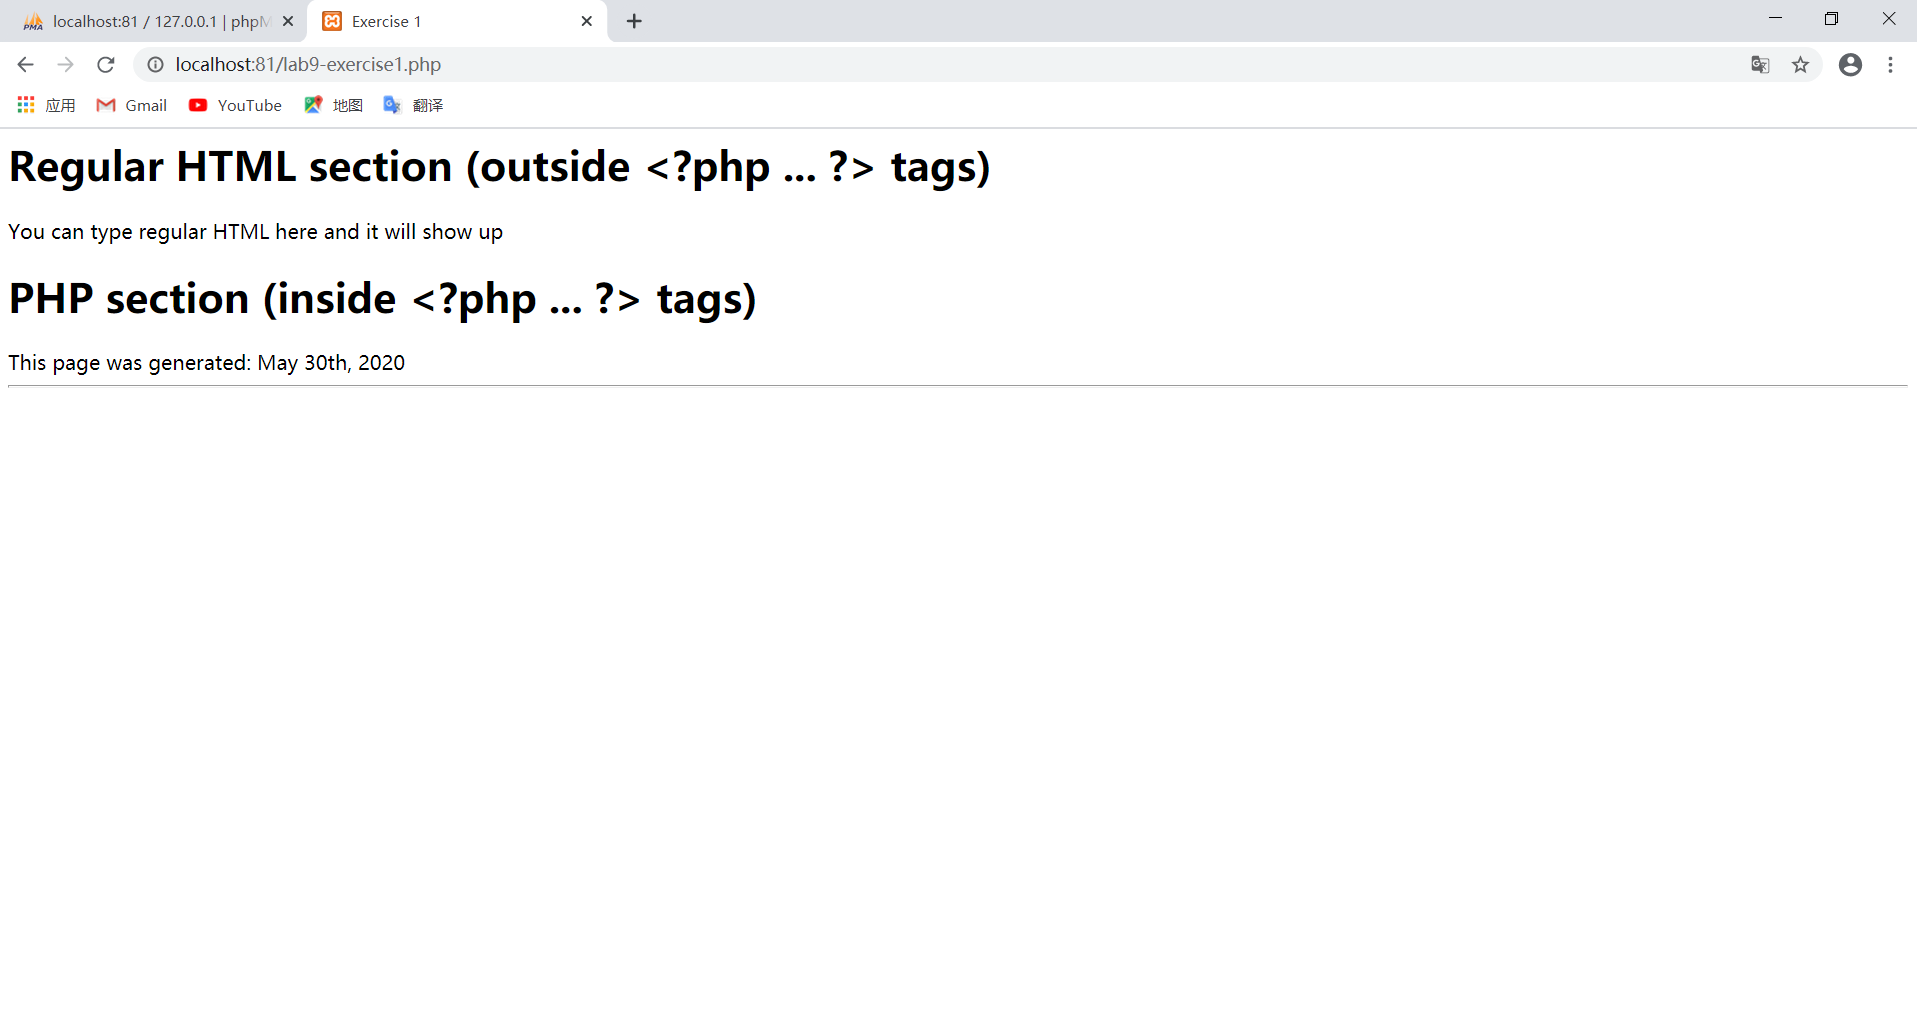 localhost:81 / 127.0.0.1 | phpM
Exercise 1
localhost:81/lab9-exercise1.php
应用 Gmail YouTube 地图 翻译
Regular HTML section (outside <?php ... ?> tags)
You can type regular HTML here and it will show up
PHP section (inside <?php ... ?> tags)
This page was generated: May 30th, 2020